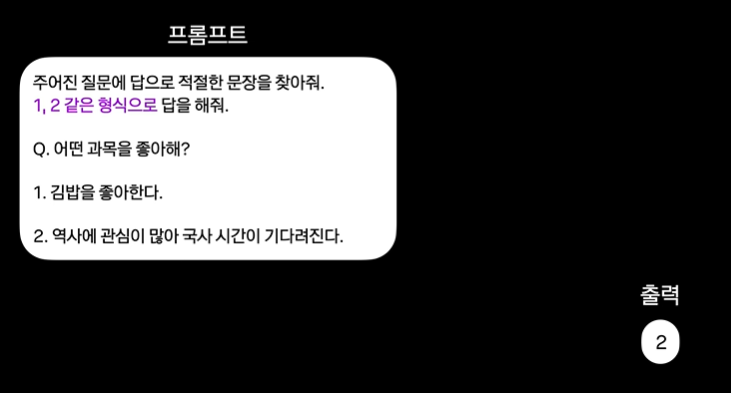 프롬프트
주어진 질문에 답으로 적절한 문장을 찾아줘.
1, 2 같은 형식으로 답을 해줘.
Q. 어떤 과목을 좋아해?
1. 김밥을 좋아한다.
2. 역사에 관심이 많아 국사 시간이 기다려진다.
출력
2